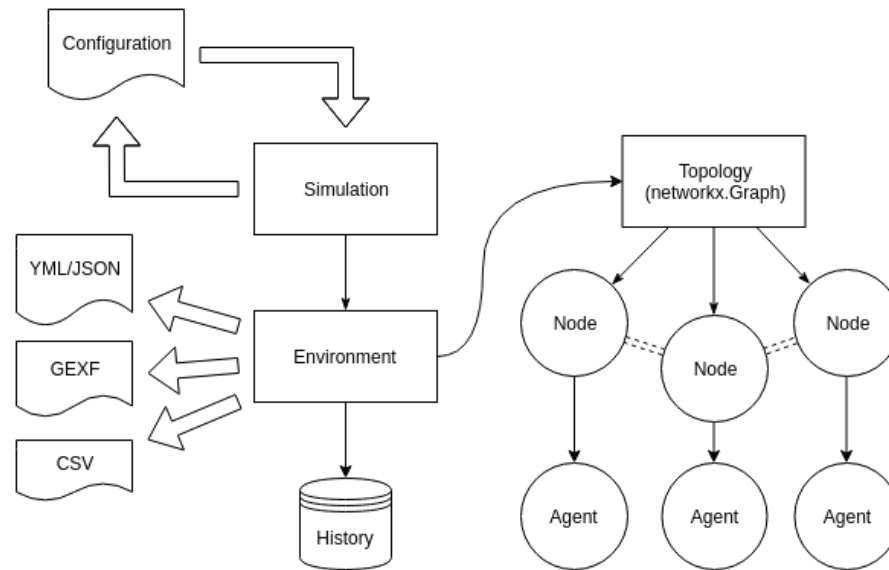 Configuration
Simulation
Topology
(networkx.Graph)
YML/JSON
Node
Node
Node
Environment
GEXF
CSV
History
Agent
Agent
Agent